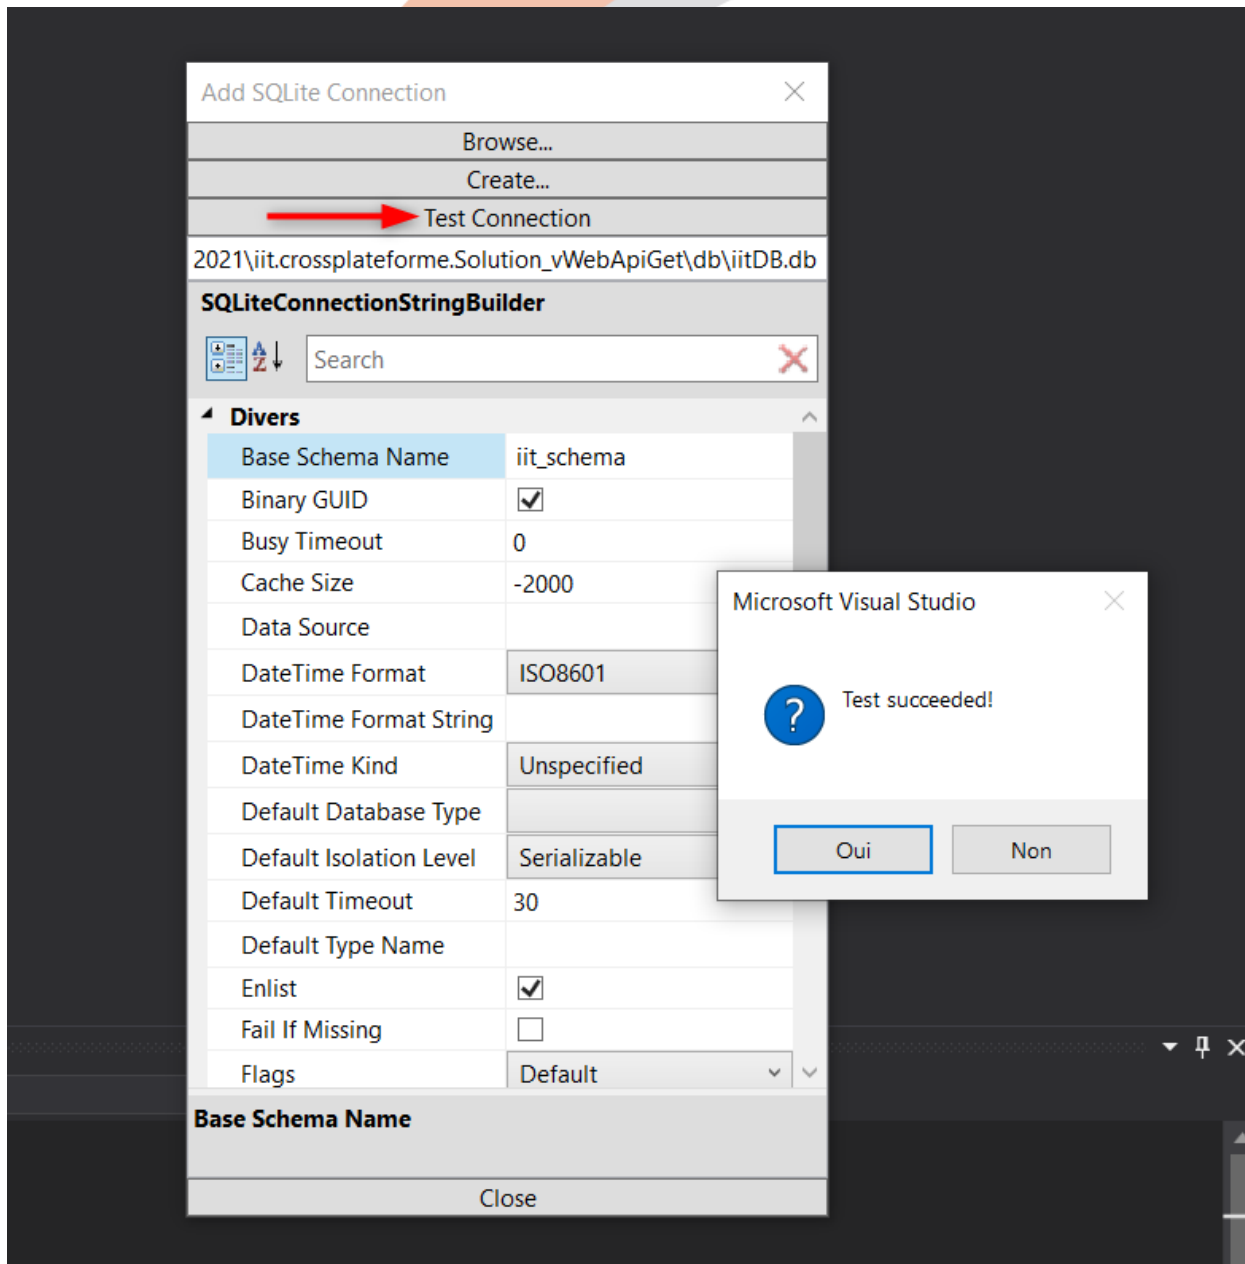 Add SQLite Connection
Browse...
Create...
Test Connection
2021\iit.crossplateforme.Solution_vWebApiGet\db\iitDB.db
SQLiteConnectionStringBuilder
Search
Divers
Base Schema Name iit_schema
Binary GUID
Busy Timeout 0
Cache Size -2000
Data Source
DateTime Format ISO8601
DateTime Format String
DateTime Kind Unspecified
Default Database Type
Default Isolation Level Serializable
Default Timeout 30
Default Type Name
Enlist
Fail If Missing
Flags Default
Base Schema Name
Close
Microsoft Visual Studio
Test succeeded!
Oui Non